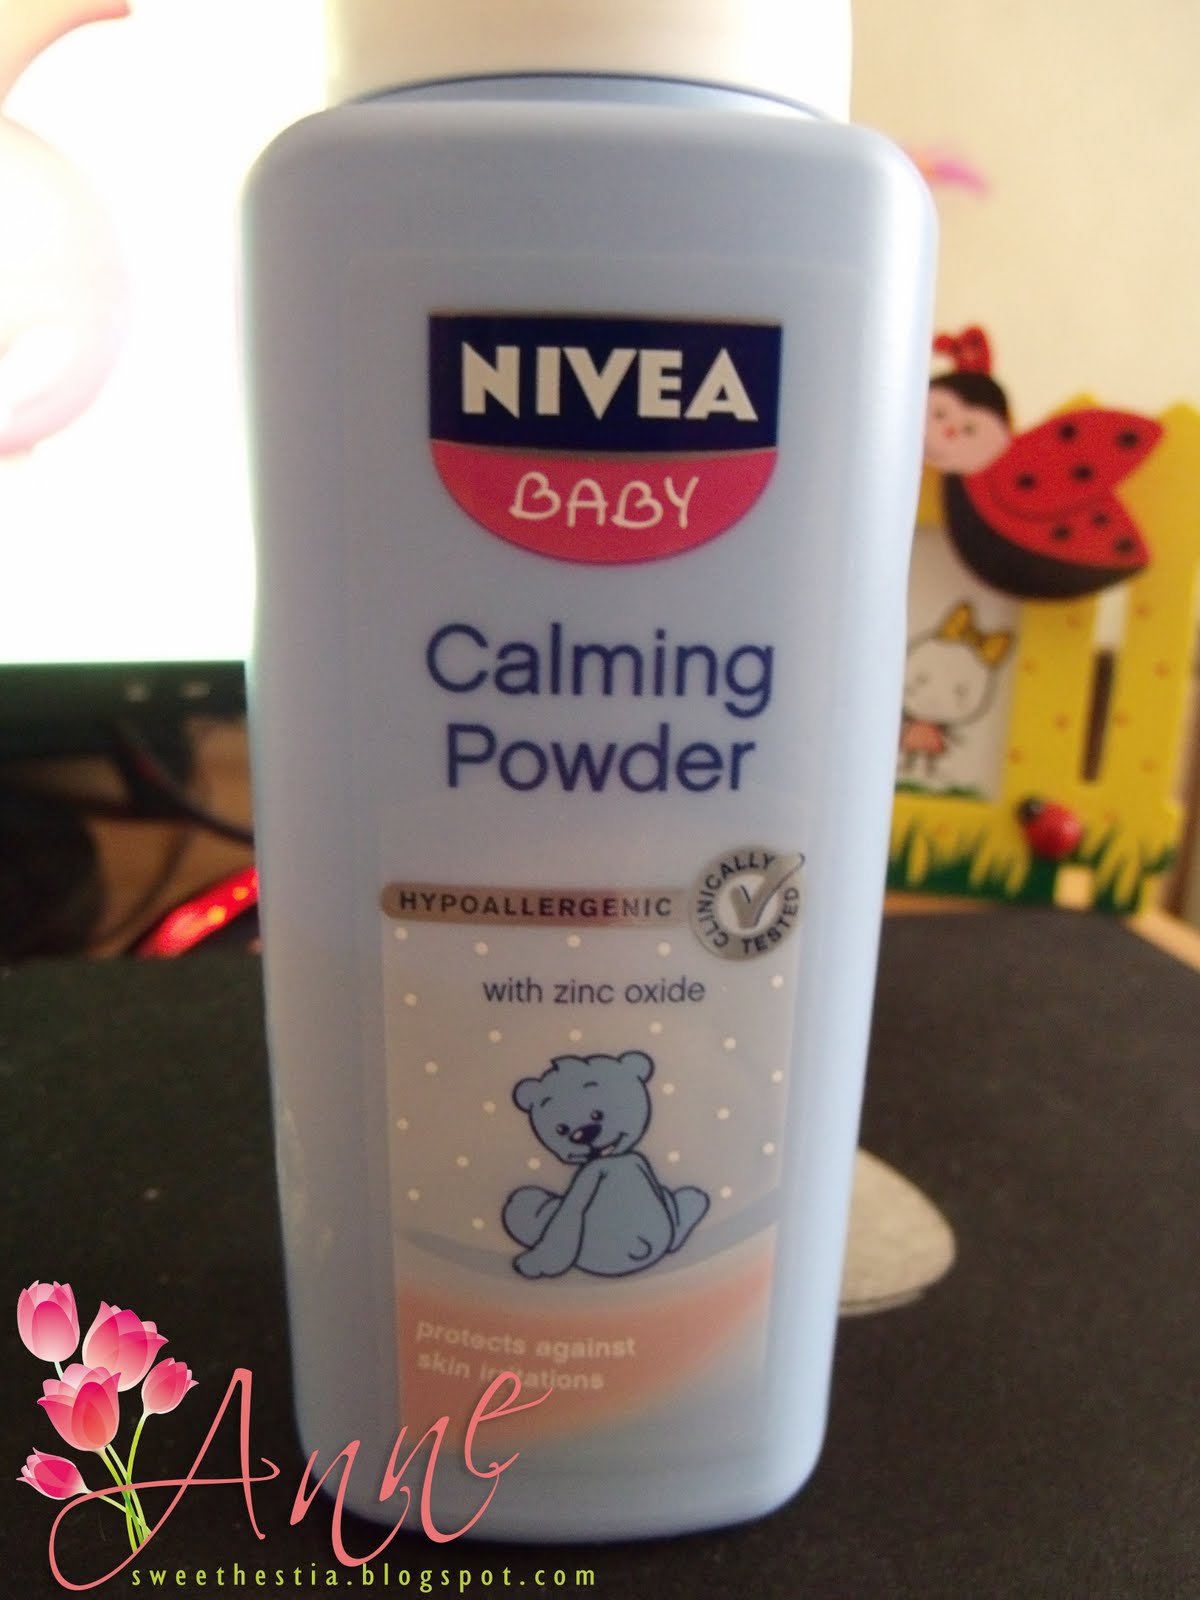 NIVEA
BABY
Calming
Powder
HYPOALLERGENIC
CLINICALLY TESTED
with zinc oxide
protects against
skin irritations
Anne
sweethestia.blogspot.com